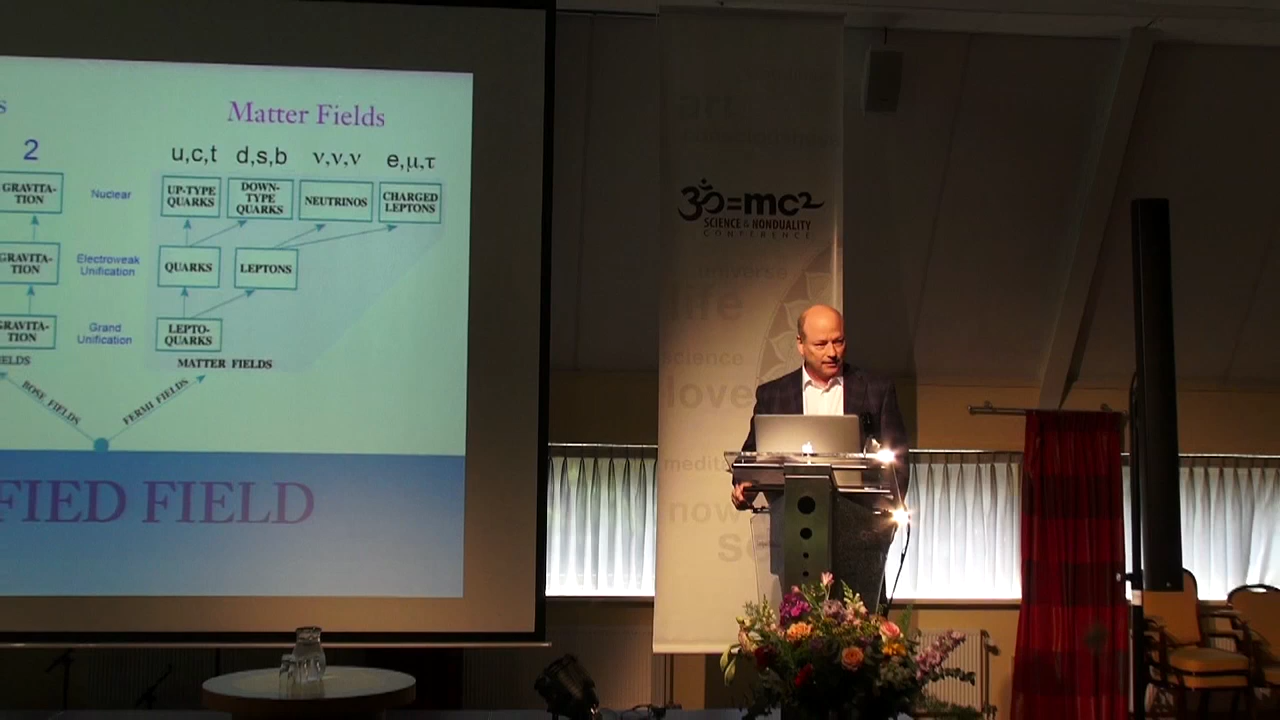 s
Matter Fields
2
u,c,t d,s,b ν,ν,ν e,μ,τ
GRAVITA-
TION
Nuclear
UP-TYPE
QUARKS
DOWN-
TYPE
QUARKS
NEUTRINOS
CHARGED
LEPTONS
GRAVITA-
TION
Electroweak
Unification
QUARKS
LEPTONS
GRAVITA-
TION
Grand
Unification
LEPTO-
QUARKS
IELDS
MATTER FIELDS
BOSE FIELDS
FERMI FIELDS
FIED FIELD
ॐ=mc2
SCIENCE & NONDUALITY
CONFERENCE
universe
life
science
love
medit
now